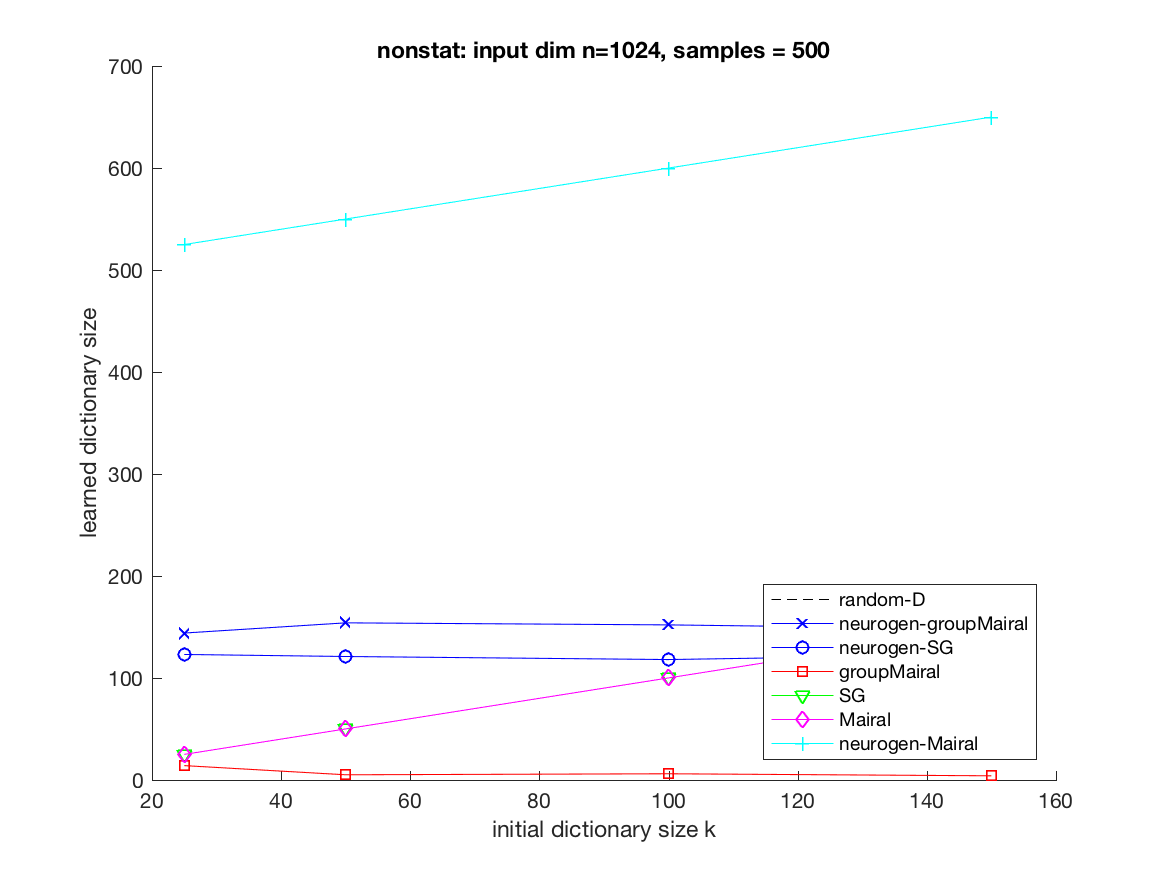 nonstat: input dim n=1024, samples = 500
700
600
500
400
300
200
100
0
learned dictionary size
random-D
neurogen-groupMairal
neurogen-SG
groupMairal
SG
Mairal
neurogen-Mairal
20 40 60 80 100 120 140 160
initial dictionary size k